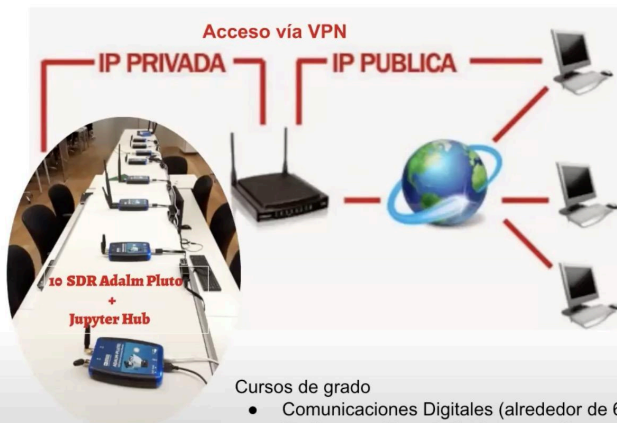 Acceso vía VPN
IP PRIVADA
IP PUBLICA
10 SDR Adalm Pluto
+
Jupyter Hub
Cursos de grado
● Comunicaciones Digitales (alrededor de 6